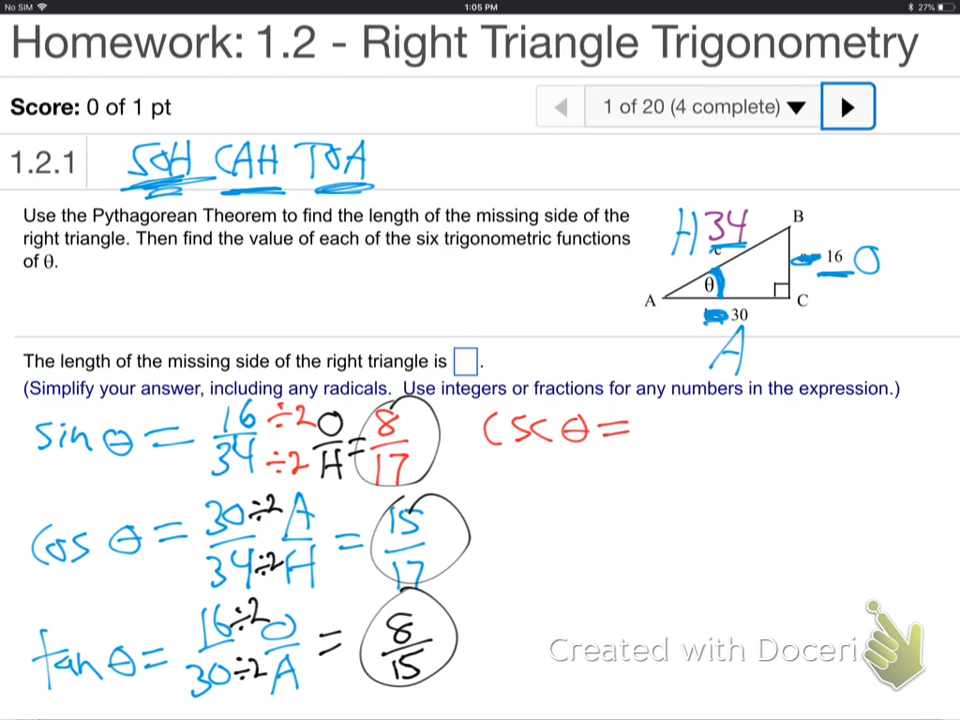 No SIM 1:05 PM 27%
Homework: 1.2 - Right Triangle Trigonometry
Score: 0 of 1 pt
1 of 20 (4 complete)
1.2.1 SOH CAH TOA
Use the Pythagorean Theorem to find the length of the missing side of the
right triangle. Then find the value of each of the six trigonometric functions
of θ.
H 34 B
c
16 O
θ
A C
30
A
The length of the missing side of the right triangle is .
(Simplify your answer, including any radicals. Use integers or fractions for any numbers in the expression.)
sin θ = 16/34 ÷2/÷2 O/H = 8/17 csc θ =
cos θ = 30/34 ÷2/÷2 A/H = 15/17
tan θ = 16/30 ÷2/÷2 O/A = 8/15
Created with Doceri